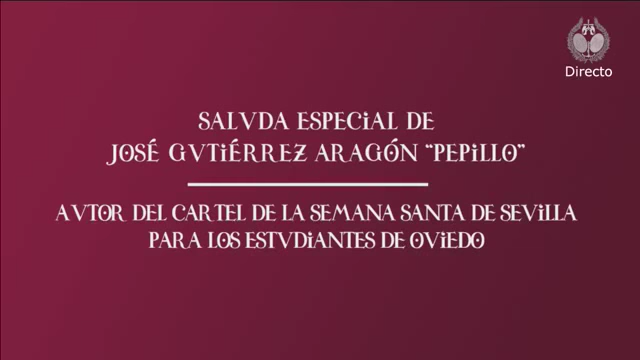 Directo
SALVDA ESPECiAL DE
JOSÉ GVTiÉRREZ ARAGÓN “PEPiLLO”
AVTOR DEL CARTEL DE LA SEMANA SANTA DE SEViLLA
PARA LOS ESTVDiANTES DE OViEDO